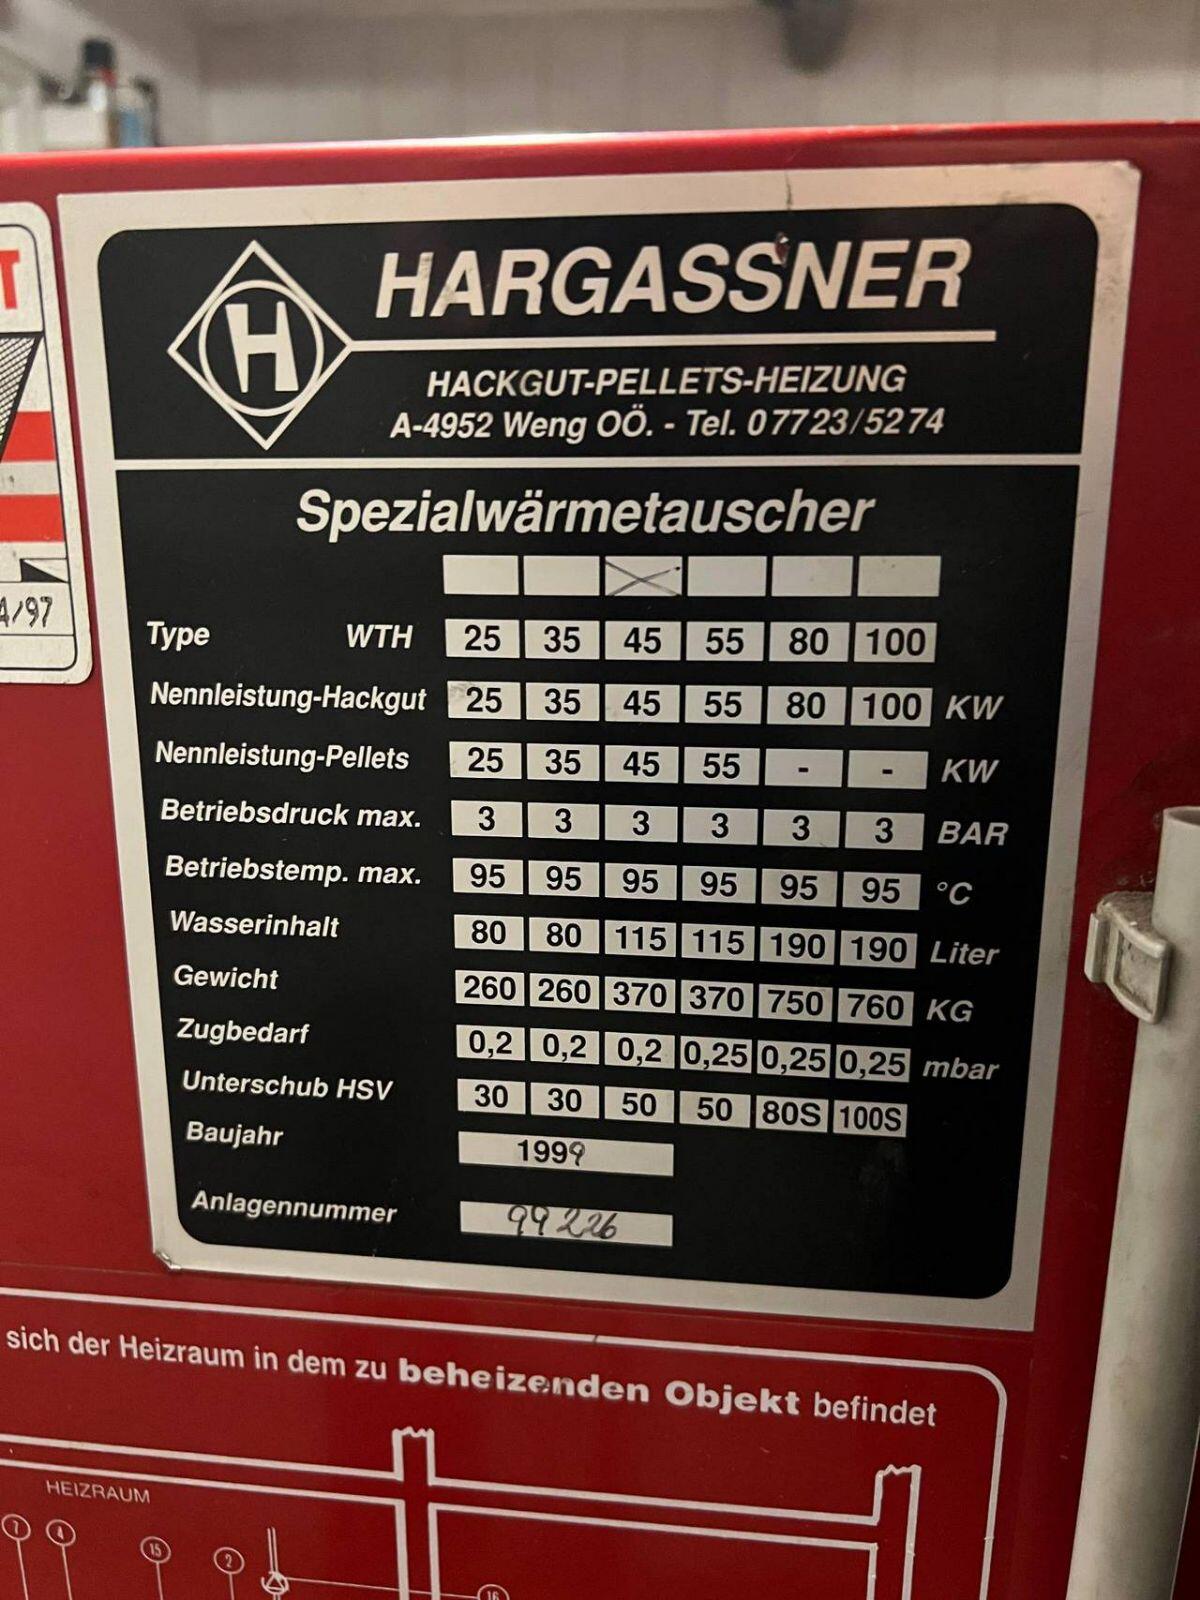 T
4/97
H
HARGASSNER
HACKGUT-PELLETS-HEIZUNG
A-4952 Weng OÖ. - Tel. 07723/5274
Spezialwärmetauscher
Type WTH 25 35 45 55 80 100
Nennleistung-Hackgut 25 35 45 55 80 100 KW
Nennleistung-Pellets 25 35 45 55 - - KW
Betriebsdruck max. 3 3 3 3 3 3 BAR
Betriebstemp. max. 95 95 95 95 95 95 °C
Wasserinhalt 80 80 115 115 190 190 Liter
Gewicht 260 260 370 370 750 760 KG
Zugbedarf 0,2 0,2 0,2 0,25 0,25 0,25 mbar
Unterschub HSV 30 30 50 50 80S 100S
Baujahr 1999
Anlagennummer 99226
sich der Heizraum in dem zu beheizenden Objekt befindet
HEIZRAUM
7 4 15 2 16